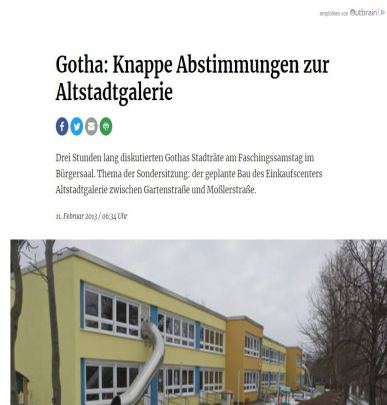 empfohlen von Outbrain
Gotha: Knappe Abstimmungen zur
Altstadtgalerie
Drei Stunden lang diskutierten Gothas Stadträte am Faschingssamstag im
Bürgersaal. Thema der Sondersitzung: der geplante Bau des Einkaufscenters
Altstadtgalerie zwischen Gartenstraße und Moßlerstraße.
11. Februar 2013 / 06:34 Uhr